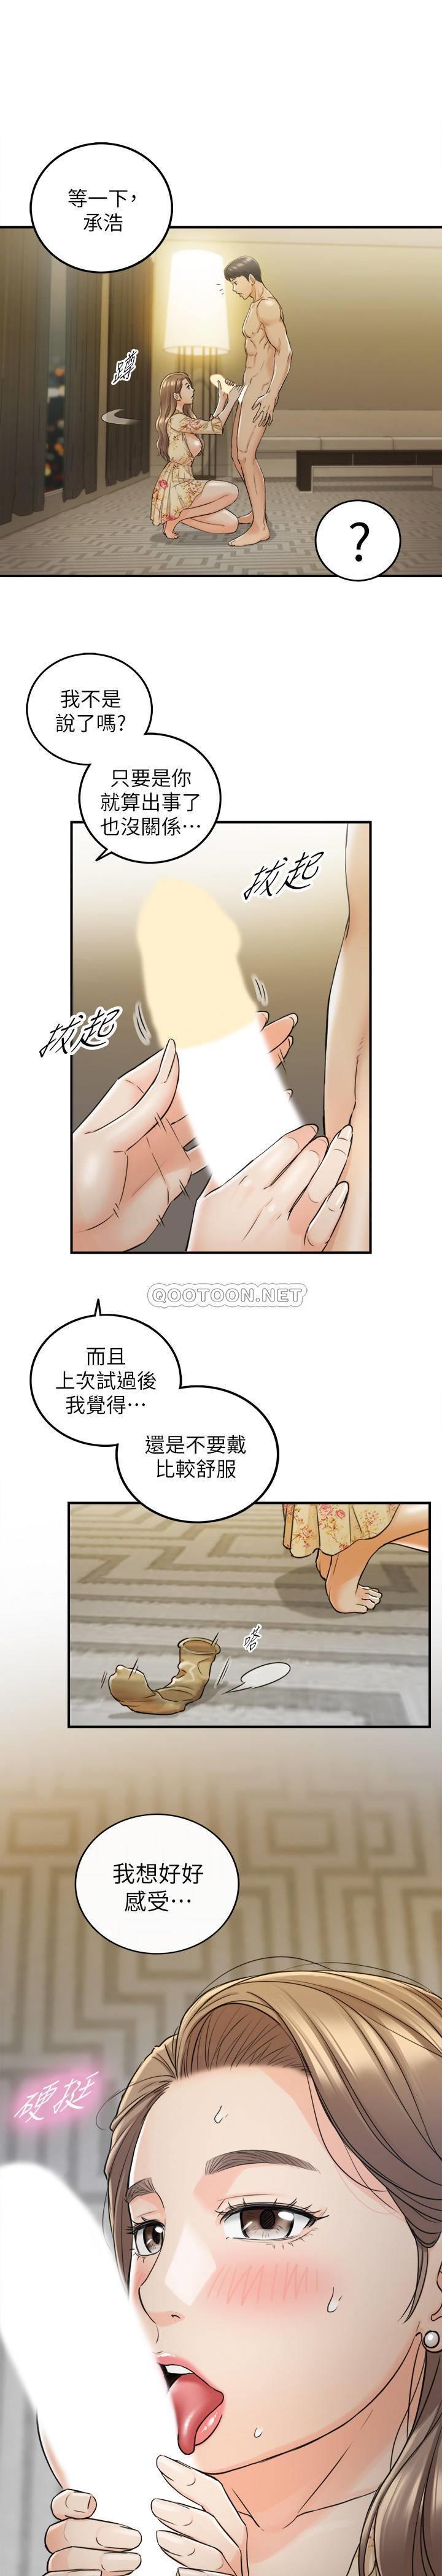 等一下,
承浩
蹲
?
我不是
說了嗎?
只要是你
就算出事了
也沒關係…
拔起
拔起
QOOTOON.NET
而且
上次試過後
我覺得…
還是不要戴
比較舒服
嗒
我想好好
感受…
硬挺